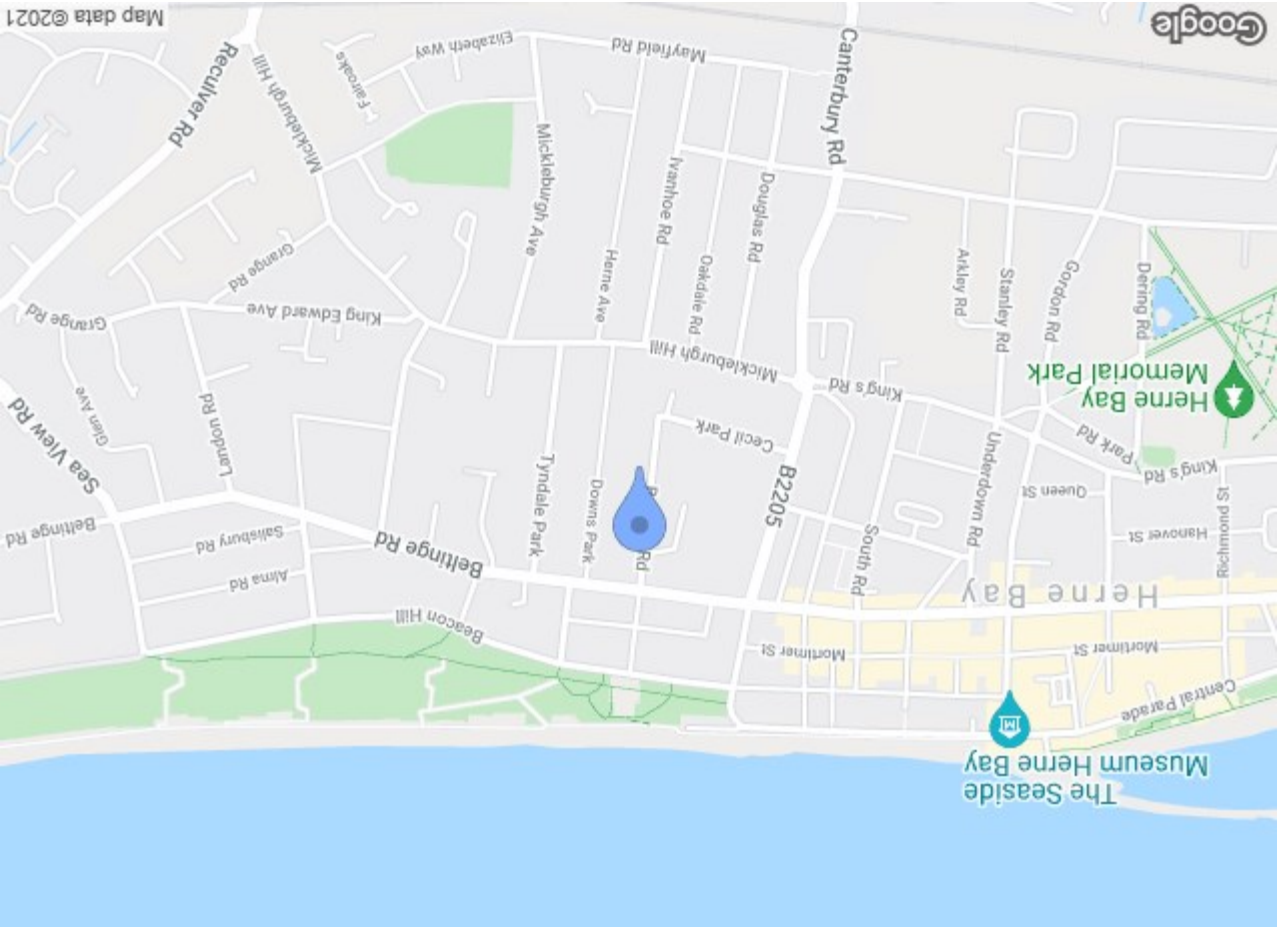 The Seaside
Museum Herne Bay
Central Parade
Mortimer St
Mortimer St
Beacon Hill
Herne Bay
Alma Rd
Beltinge Rd
Salisbury Rd
Beltinge Rd
Hanover St
Richmond St
South Rd
Rd
Downs Park
Tyndale Park
Queen St
Underdown Rd
B2205
King's Rd
Park Rd
Cecil Park
Landon Rd
Sea View Rd
Glen Ave
Herne Bay
Memorial Park
King's Rd
Mickleburgh Hill
King Edward Ave
Grange Rd
Dering Rd
Gordon Rd
Stanley Rd
Arkley Rd
Oakdale Rd
Herne Ave
Grange Rd
Douglas Rd
Ivanhoe Rd
Mickleburgh Ave
Canterbury Rd
Mickleburgh Hill
Reculver Rd
Fairoaks
Mayfield Rd
Elizabeth Way
Google
Map data ©2021